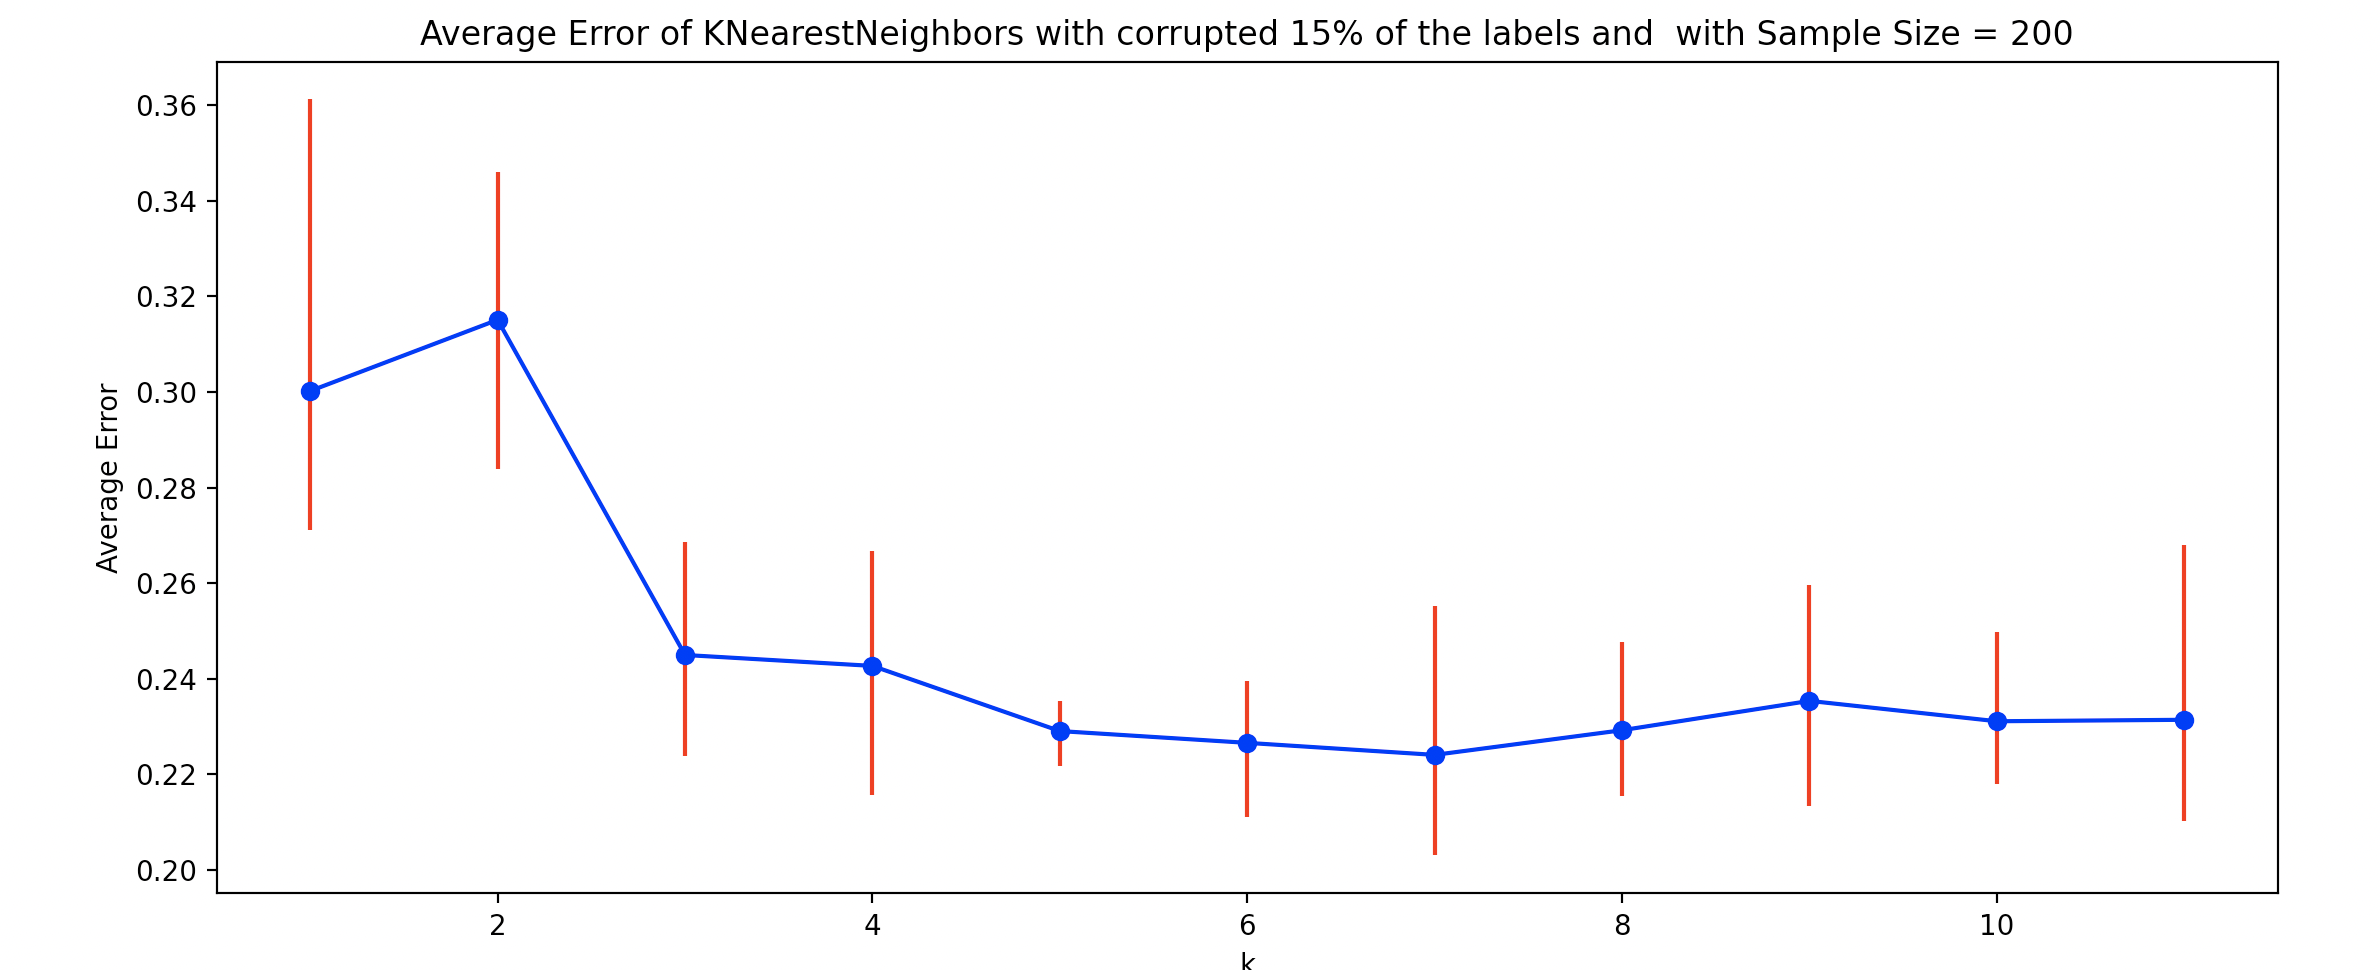 Average Error of KNearestNeighbors with corrupted 15% of the labels and  with Sample Size = 200
0.36
0.34
0.32
0.30
0.28
0.26
0.24
0.22
0.20
Average Error
2 4 6 8 10
k